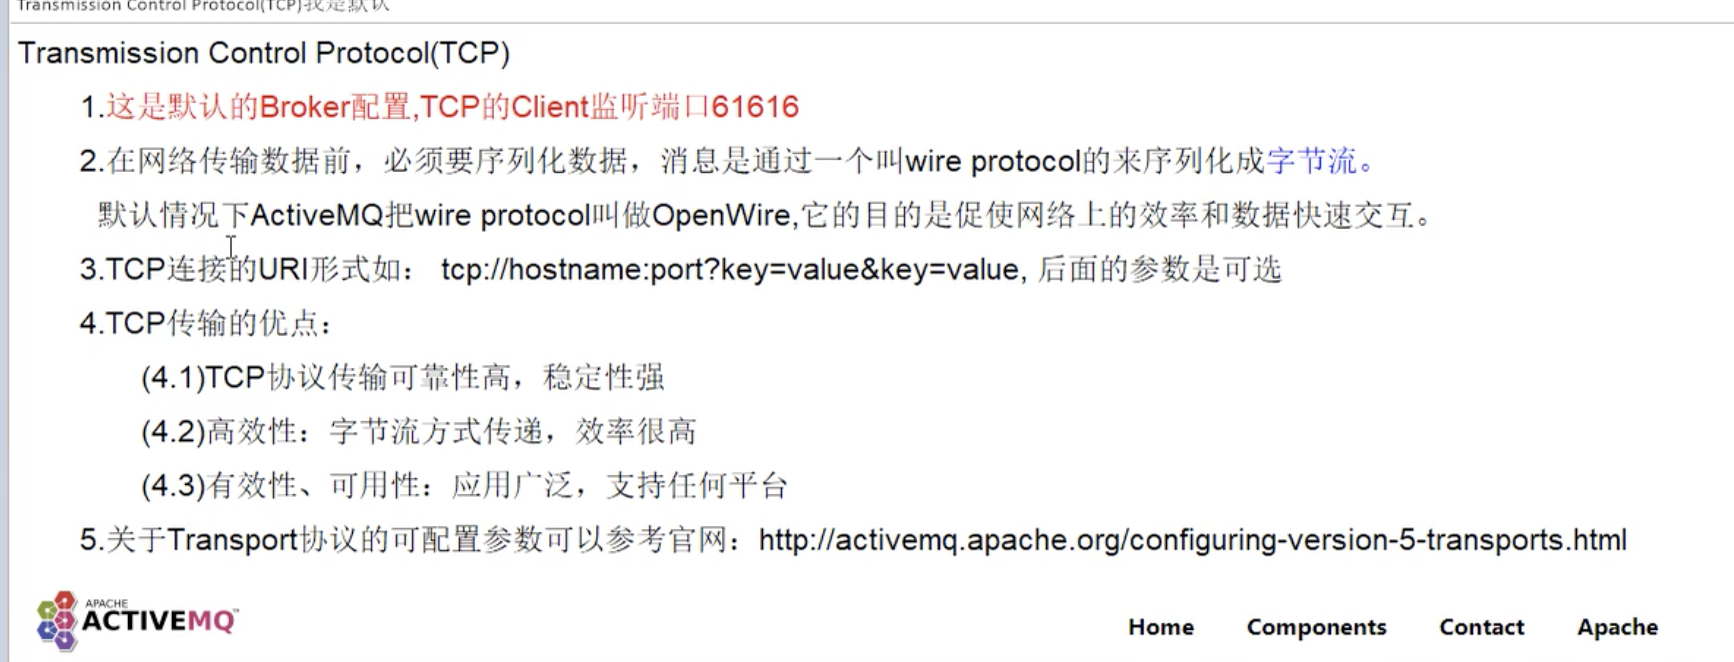 Transmission Control Protocol(TCP)我是默认
Transmission Control Protocol(TCP)
1.这是默认的Broker配置,TCP的Client监听端口61616
2.在网络传输数据前，必须要序列化数据，消息是通过一个叫wire protocol的来序列化成字节流。
默认情况下ActiveMQ把wire protocol叫做OpenWire,它的目的是促使网络上的效率和数据快速交互。
3.TCP连接的URI形式如： tcp://hostname:port?key=value&key=value, 后面的参数是可选
4.TCP传输的优点：
(4.1)TCP协议传输可靠性高，稳定性强
(4.2)高效性：字节流方式传递，效率很高
(4.3)有效性、可用性：应用广泛，支持任何平台
5.关于Transport协议的可配置参数可以参考官网：http://activemq.apache.org/configuring-version-5-transports.html
APACHE
ACTIVEMQ™
Home Components Contact Apache